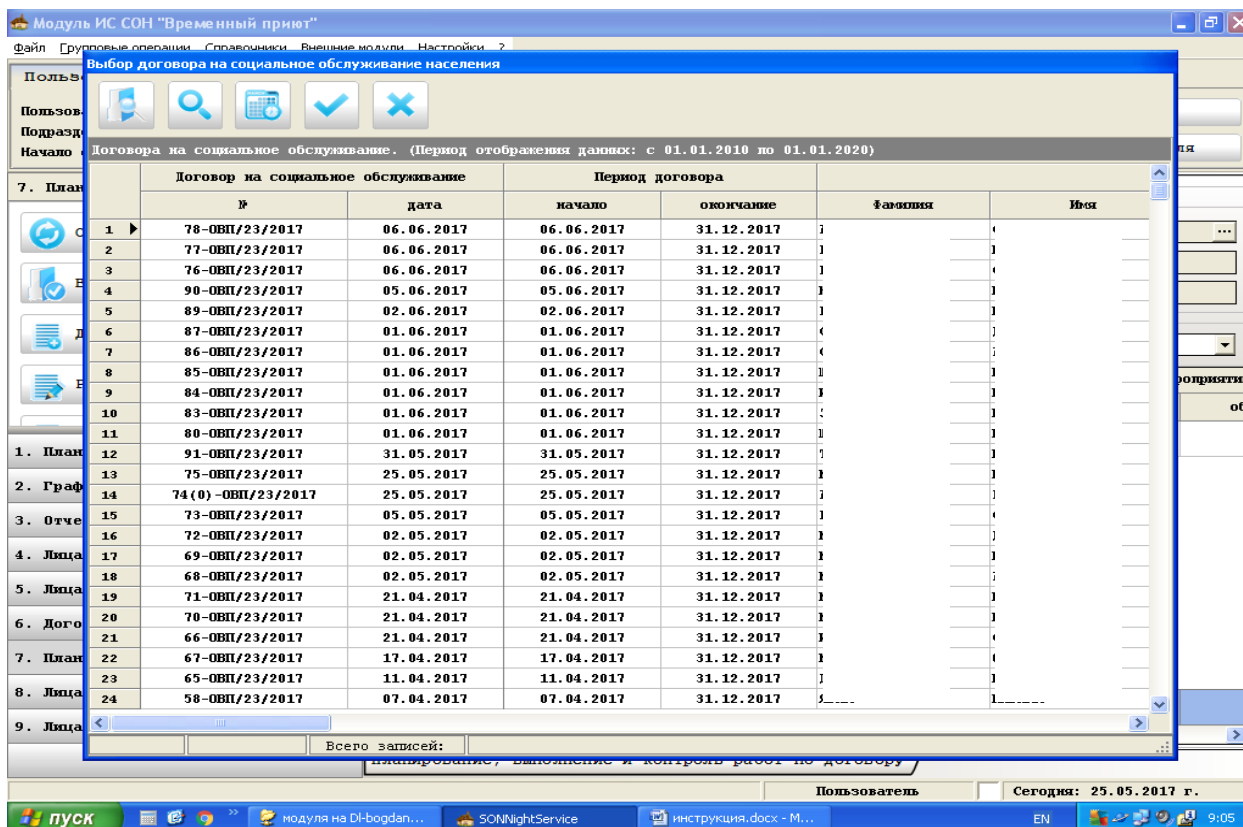 Модуль ИС СОН "Временный приют"
Файл Групповые операции Справочники Внешние модули Настройки ?
Выбор договора на социальное обслуживание населения
Начало
Договора на социальное обслуживание. (Период отображения данных: с 01.01.2010 по 01.01.2020)
Договор на социальное обслуживание Период договора
№ дата начало окончание Фамилия Имя
1 78-ОВП/23/2017 06.06.2017 06.06.2017 31.12.2017
2 77-ОВП/23/2017 06.06.2017 06.06.2017 31.12.2017
3 76-ОВП/23/2017 06.06.2017 06.06.2017 31.12.2017
4 90-ОВП/23/2017 05.06.2017 05.06.2017 31.12.2017
5 89-ОВП/23/2017 02.06.2017 02.06.2017 31.12.2017
6 87-ОВП/23/2017 01.06.2017 01.06.2017 31.12.2017
7 86-ОВП/23/2017 01.06.2017 01.06.2017 31.12.2017
8 85-ОВП/23/2017 01.06.2017 01.06.2017 31.12.2017
9 84-ОВП/23/2017 01.06.2017 01.06.2017 31.12.2017
10 83-ОВП/23/2017 01.06.2017 01.06.2017 31.12.2017
11 80-ОВП/23/2017 01.06.2017 01.06.2017 31.12.2017
12 91-ОВП/23/2017 31.05.2017 31.05.2017 31.12.2017
13 75-ОВП/23/2017 25.05.2017 25.05.2017 31.12.2017
14 74(0)-ОВП/23/2017 25.05.2017 25.05.2017 31.12.2017
15 73-ОВП/23/2017 05.05.2017 05.05.2017 31.12.2017
16 72-ОВП/23/2017 02.05.2017 02.05.2017 31.12.2017
17 69-ОВП/23/2017 02.05.2017 02.05.2017 31.12.2017
18 68-ОВП/23/2017 02.05.2017 02.05.2017 31.12.2017
19 71-ОВП/23/2017 21.04.2017 21.04.2017 31.12.2017
20 70-ОВП/23/2017 21.04.2017 21.04.2017 31.12.2017
21 66-ОВП/23/2017 21.04.2017 21.04.2017 31.12.2017
22 67-ОВП/23/2017 17.04.2017 17.04.2017 31.12.2017
23 65-ОВП/23/2017 11.04.2017 11.04.2017 31.12.2017
24 58-ОВП/23/2017 07.04.2017 07.04.2017 31.12.2017
Всего записей:
7. План
1. План
2. Граф
3. Отче
4. Лица
5. Лица
6. Дого
7. План
8. Лица
9. Лица
планирование, выполнение и контроль работ по договору
Пользователь Сегодня: 25.05.2017 г.
пуск модуля на Dl-bogdan... SONNightService инструкция.docx - M... EN 9:05